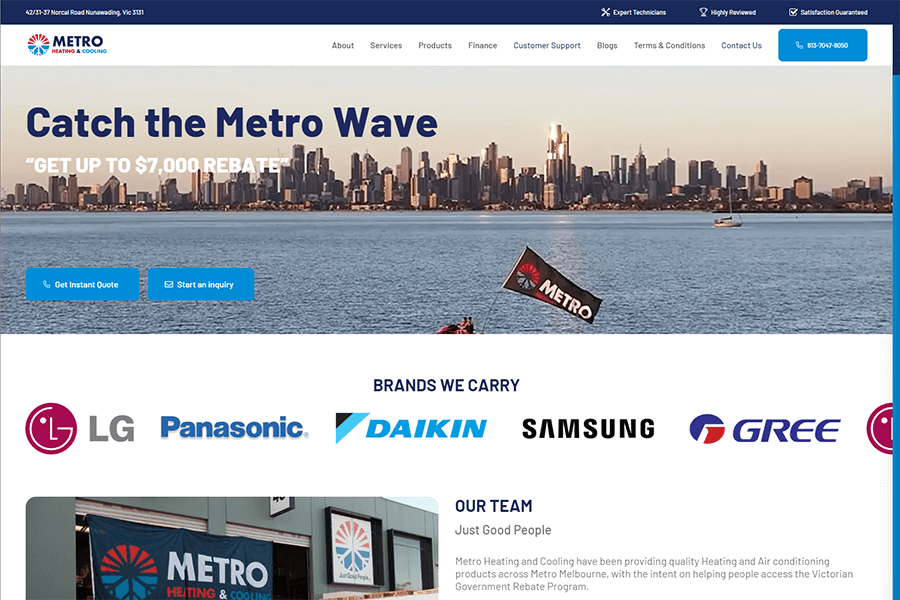 42/31-37 Norcal Road Nunawading, Vic 3131
Expert Technicians
Highly Reviewed
Satisfaction Guaranteed
METRO
HEATING & COOLING
About
Services
Products
Finance
Customer Support
Blogs
Terms & Conditions
Contact Us
613-7047-8050
Catch the Metro Wave
“GET UP TO $7,000 REBATE”
METRO
Get Instant Quote
Start an inquiry
BRANDS WE CARRY
LG
Panasonic
DAIKIN
SAMSUNG
GREE
METRO
HEATING & COOLING
Just Good People
OUR TEAM
Just Good People
Metro Heating and Cooling have been providing quality Heating and Air conditioning
products across Metro Melbourne, with the intent on helping people access the Victorian
Government Rebate Program.